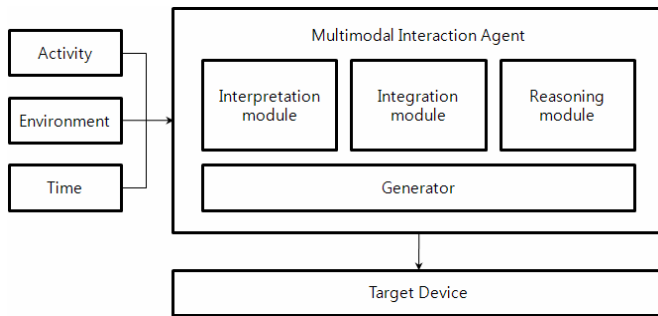 Activity
Environment
Time
Multimodal Interaction Agent
Interpretation
module
Integration
module
Reasoning
module
Generator
Target Device